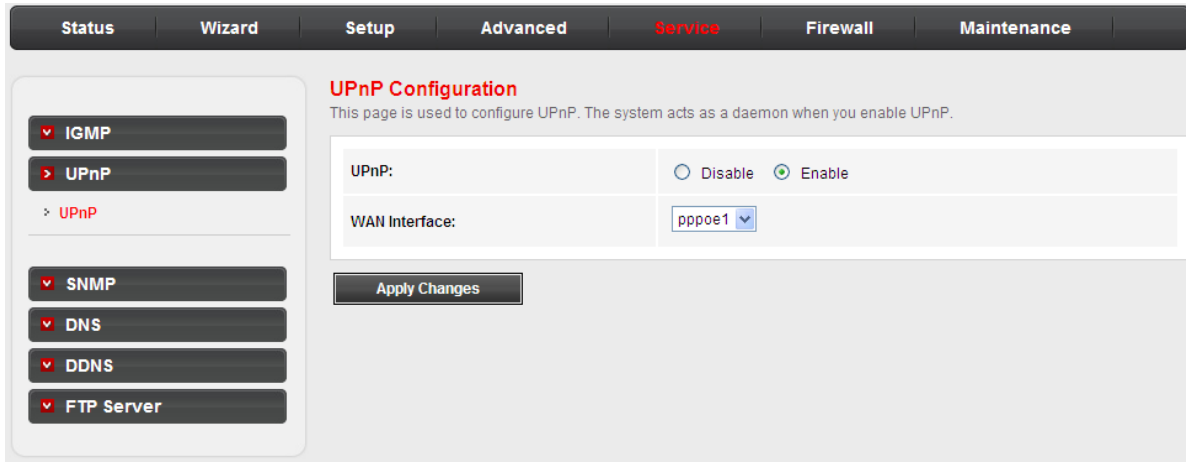 Status Wizard Setup Advanced Service Firewall Maintenance
IGMP
UPnP
UPnP
SNMP
DNS
DDNS
FTP Server
UPnP Configuration
This page is used to configure UPnP. The system acts as a daemon when you enable UPnP.
UPnP: Disable Enable
WAN Interface: pppoe1
Apply Changes